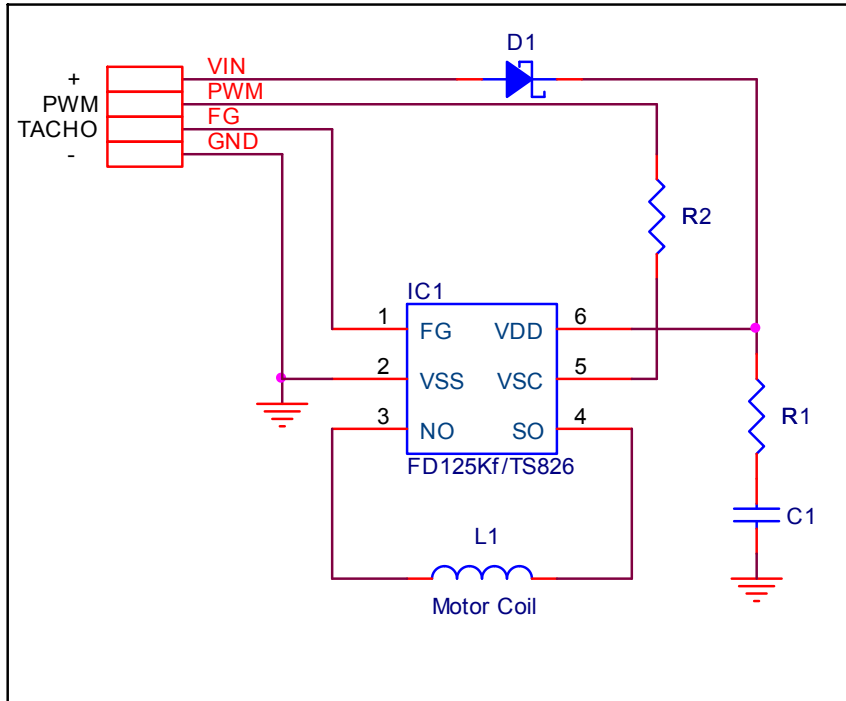 D1
+ VIN
PWM PWM
TACHO FG
- GND
R2
IC1
1 FG VDD 6
2 VSS VSC 5
3 NO SO 4
FD125Kf/TS826
R1
C1
L1
Motor Coil